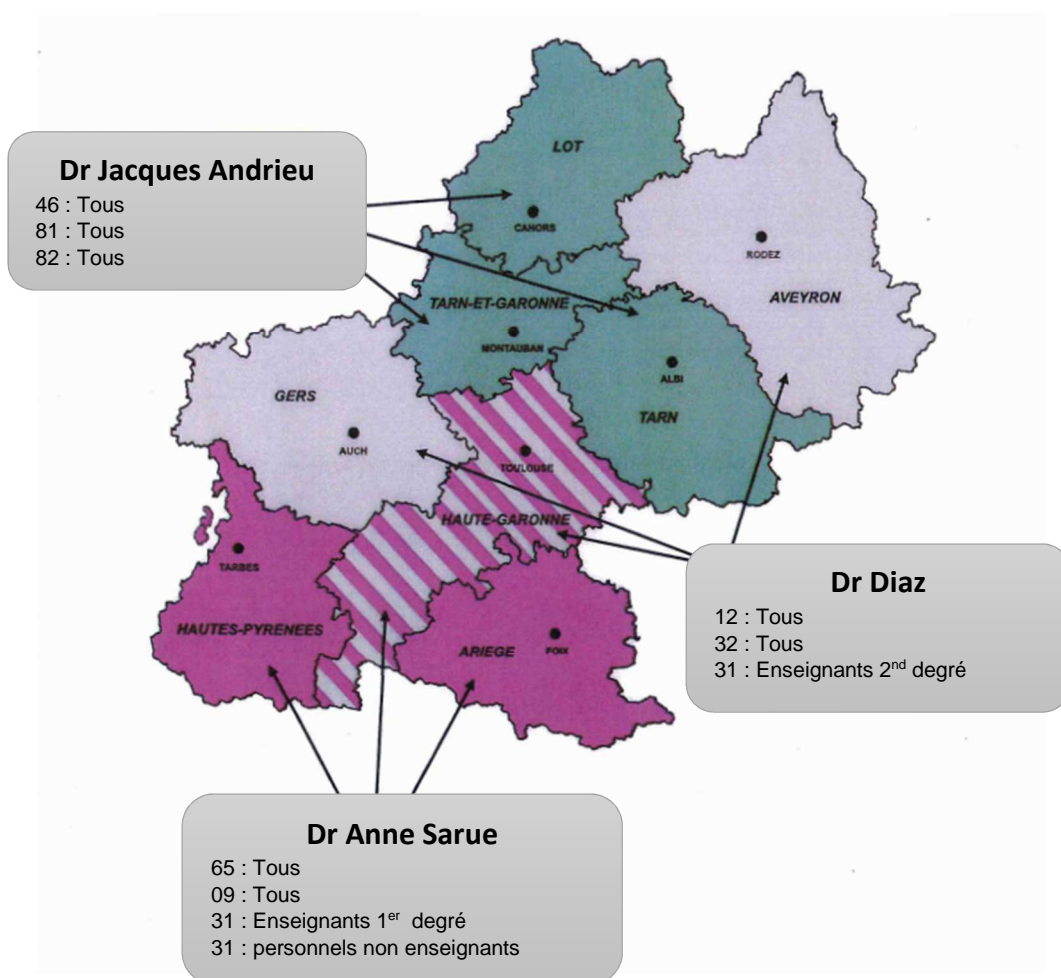 LOT
Dr Jacques Andrieu
46 : Tous
81 : Tous
82 : Tous
CAHORS
RODEZ
AVEYRON
TARN-ET-GARONNE
MONTAUBAN
ALBI
TARN
GERS
AUCH
TOULOUSE
HAUTE-GARONNE
TARBES
HAUTES-PYRENEES
ARIEGE
FOIX
Dr Diaz
12 : Tous
32 : Tous
31 : Enseignants 2nd degré
Dr Anne Sarue
65 : Tous
09 : Tous
31 : Enseignants 1er degré
31 : personnels non enseignants